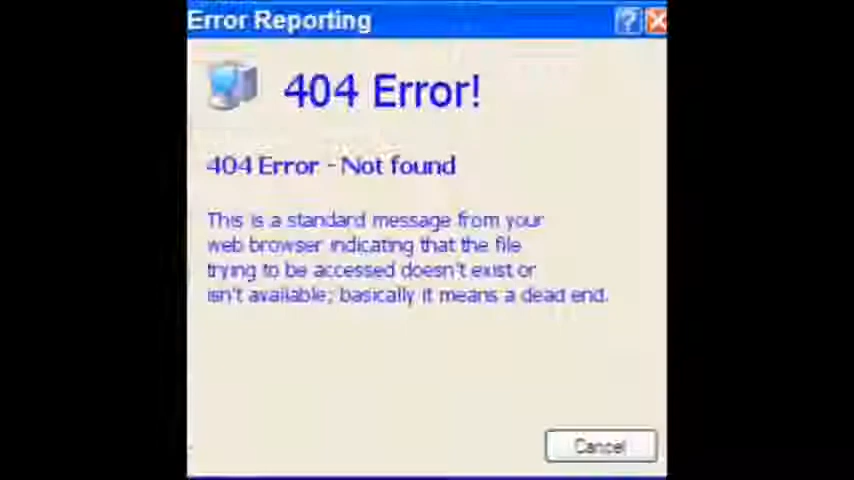 Error Reporting
404 Error!
404 Error - Not found
This is a standard message from your
web browser indicating that the file
trying to be accessed doesn't exist or
isn't available; basically it means a dead end.
Cancel